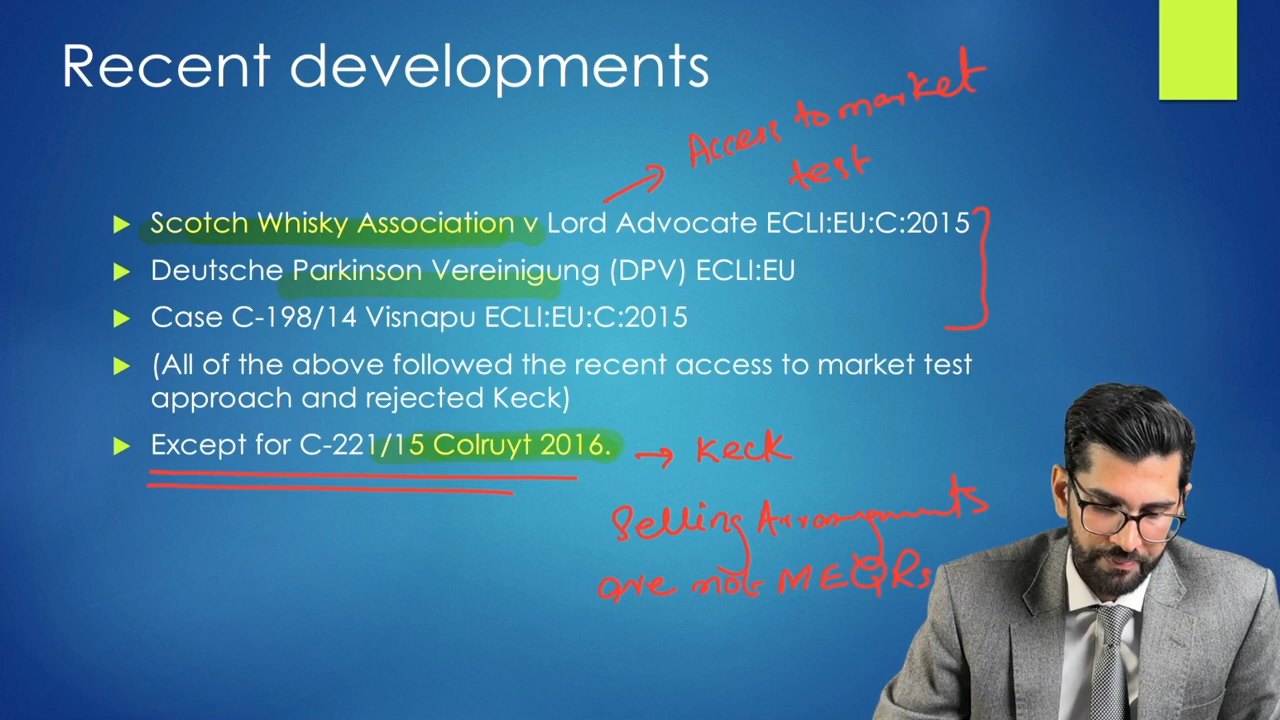 Recent developments
Access to market
test
Scotch Whisky Association v Lord Advocate ECLI:EU:C:2015
Deutsche Parkinson Vereinigung (DPV) ECLI:EU
Case C-198/14 Visnapu ECLI:EU:C:2015
(All of the above followed the recent access to market test
approach and rejected Keck)
Except for C-221/15 Colruyt 2016.
→ Keck
Selling Arrangments
are not MEQRs